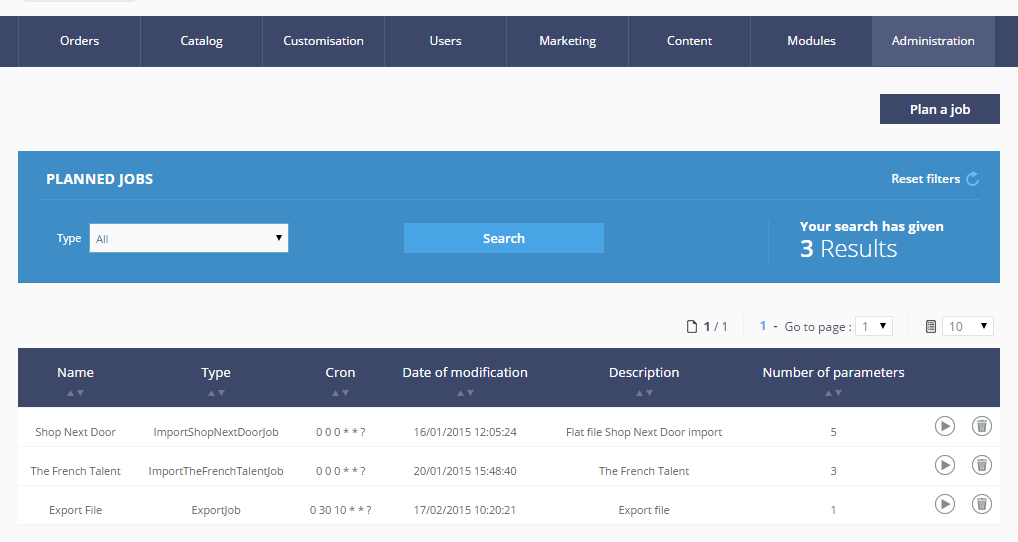 Orders Catalog Customisation Users Marketing Content Modules Administration
Plan a job
PLANNED JOBS Reset filters
Type All Search Your search has given
3 Results
1 / 1 1 - Go to page : 1 10
Name Type Cron Date of modification Description Number of parameters
Shop Next Door ImportShopNextDoorJob 0 0 0 * * ? 16/01/2015 12:05:24 Flat file Shop Next Door import 5
The French Talent ImportTheFrenchTalentJob 0 0 0 * * ? 20/01/2015 15:48:40 The French Talent 3
Export File ExportJob 0 30 10 * * ? 17/02/2015 10:20:21 Export file 1